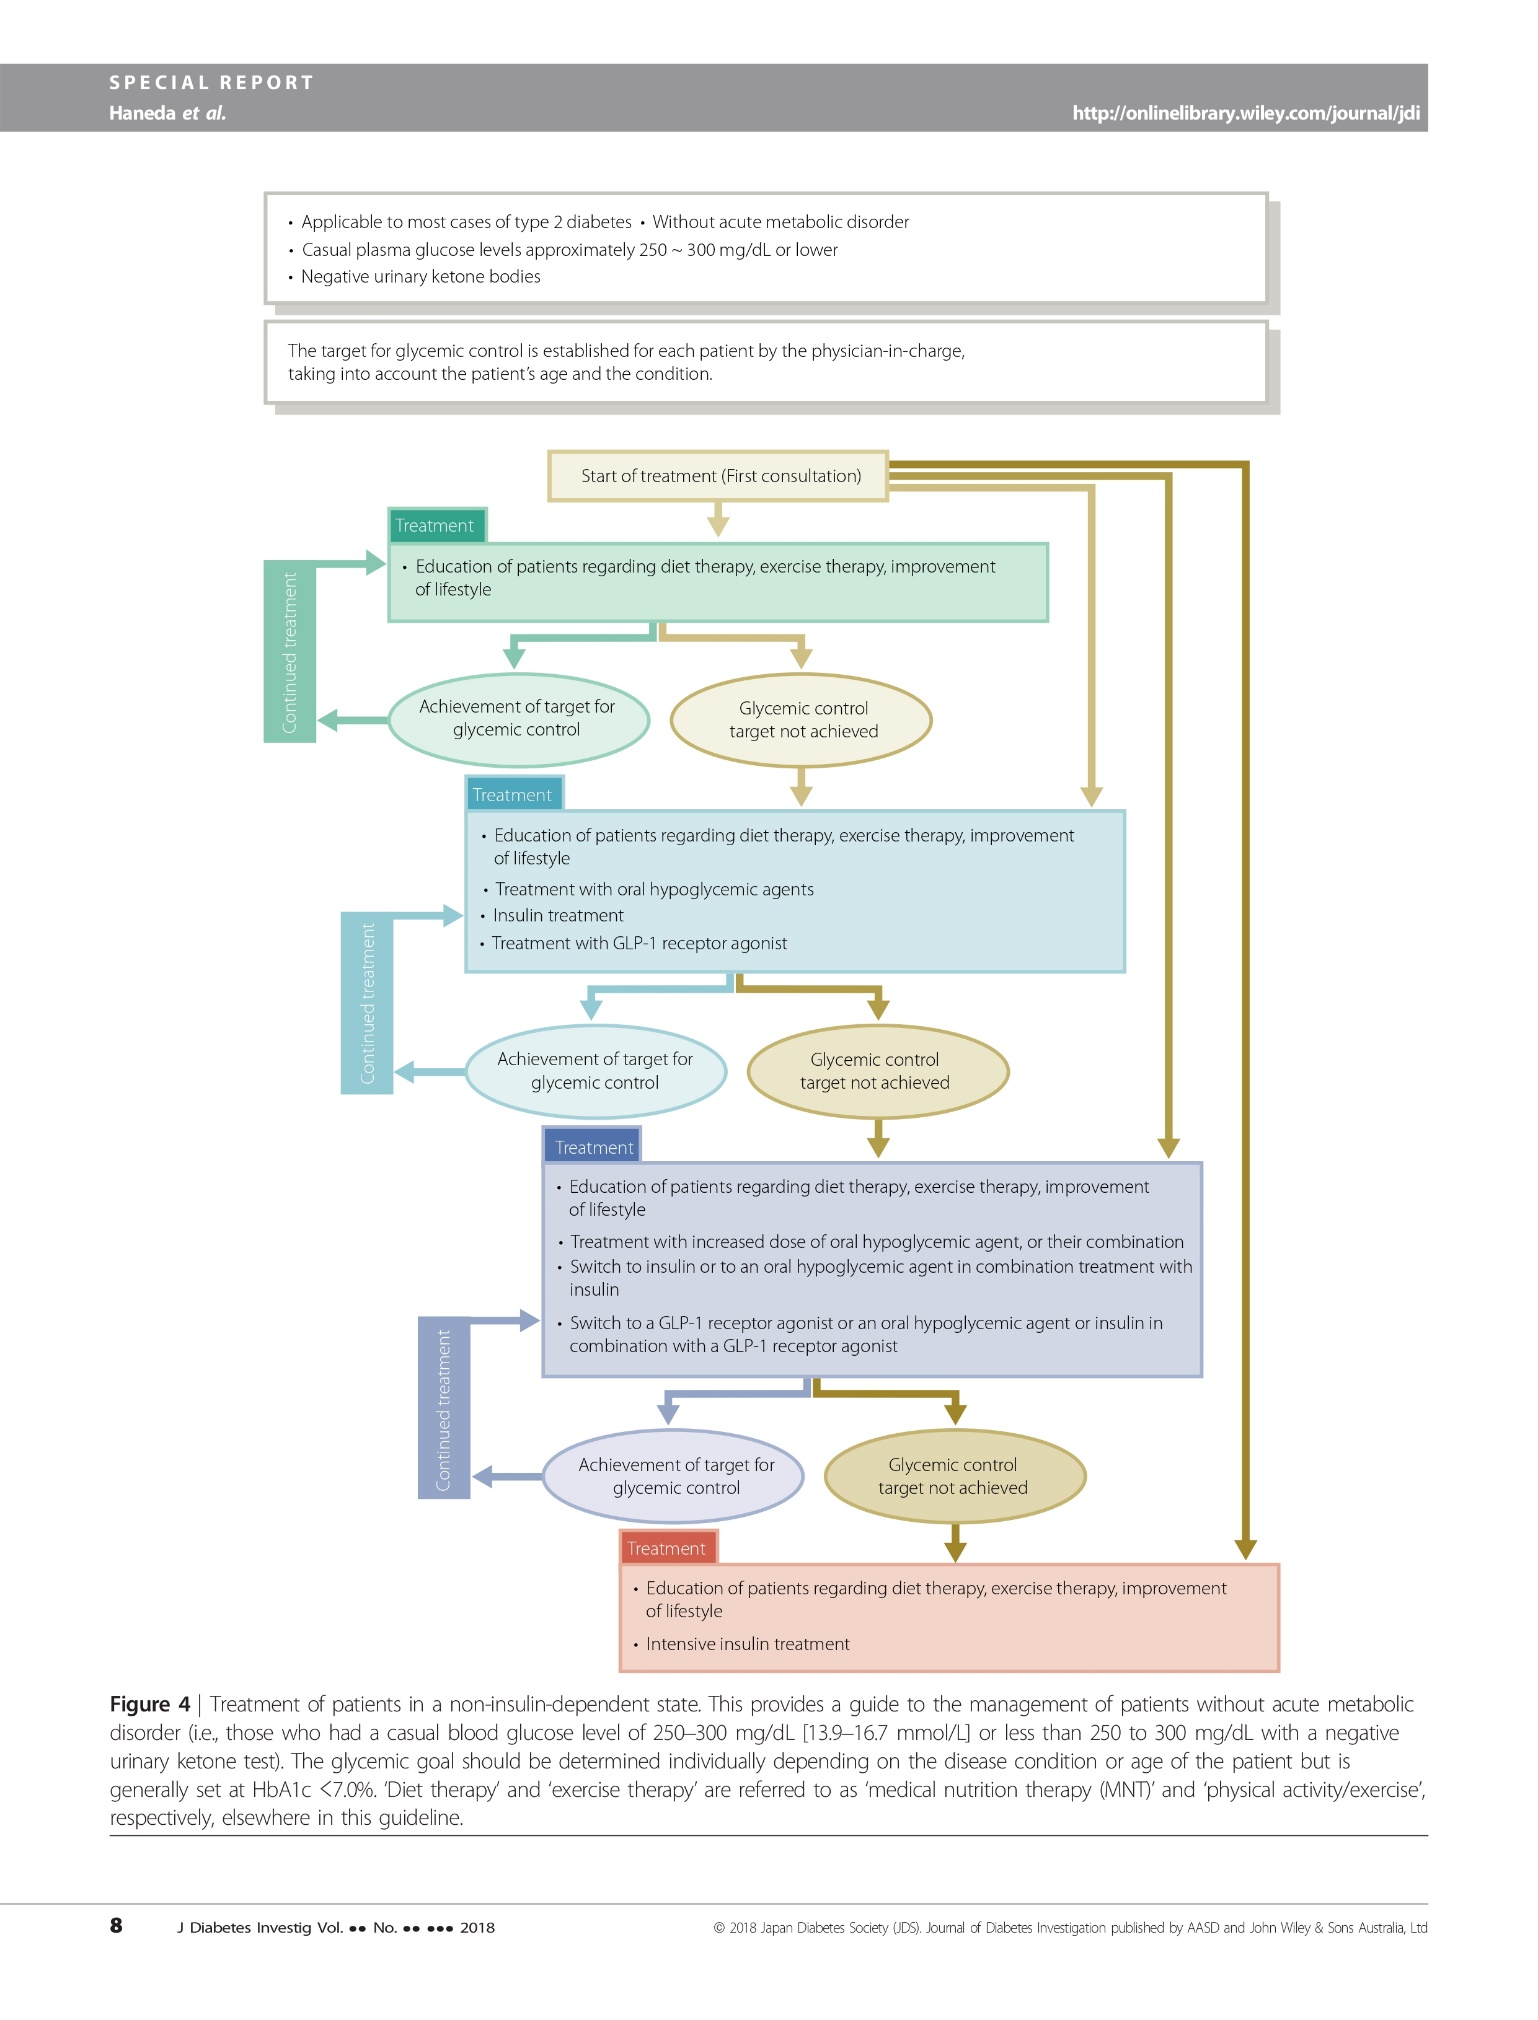 SPECIAL REPORT
Haneda et al.
http://onlinelibrary.wiley.com/journal/jdi
• Applicable to most cases of type 2 diabetes • Without acute metabolic disorder
• Casual plasma glucose levels approximately 250 ~ 300 mg/dL or lower
• Negative urinary ketone bodies
The target for glycemic control is established for each patient by the physician-in-charge,
taking into account the patient's age and the condition.
Start of treatment (First consultation)
Treatment
• Education of patients regarding diet therapy, exercise therapy, improvement
of lifestyle
Continued treatment
Achievement of target for
glycemic control
Glycemic control
target not achieved
Treatment
• Education of patients regarding diet therapy, exercise therapy, improvement
of lifestyle
• Treatment with oral hypoglycemic agents
• Insulin treatment
• Treatment with GLP-1 receptor agonist
Continued treatment
Achievement of target for
glycemic control
Glycemic control
target not achieved
Treatment
• Education of patients regarding diet therapy, exercise therapy, improvement
of lifestyle
• Treatment with increased dose of oral hypoglycemic agent, or their combination
• Switch to insulin or to an oral hypoglycemic agent in combination treatment with
insulin
• Switch to a GLP-1 receptor agonist or an oral hypoglycemic agent or insulin in
combination with a GLP-1 receptor agonist
Continued treatment
Achievement of target for
glycemic control
Glycemic control
target not achieved
Treatment
• Education of patients regarding diet therapy, exercise therapy, improvement
of lifestyle
• Intensive insulin treatment
Figure 4 | Treatment of patients in a non-insulin-dependent state. This provides a guide to the management of patients without acute metabolic
disorder (i.e., those who had a casual blood glucose level of 250–300 mg/dL [13.9–16.7 mmol/L] or less than 250 to 300 mg/dL with a negative
urinary ketone test). The glycemic goal should be determined individually depending on the disease condition or age of the patient but is
generally set at HbA1c <7.0%. 'Diet therapy' and 'exercise therapy' are referred to as 'medical nutrition therapy (MNT)' and 'physical activity/exercise',
respectively, elsewhere in this guideline.
8 J Diabetes Investig Vol. •• No. •• ••• 2018
© 2018 Japan Diabetes Society (JDS). Journal of Diabetes Investigation published by AASD and John Wiley & Sons Australia, Ltd